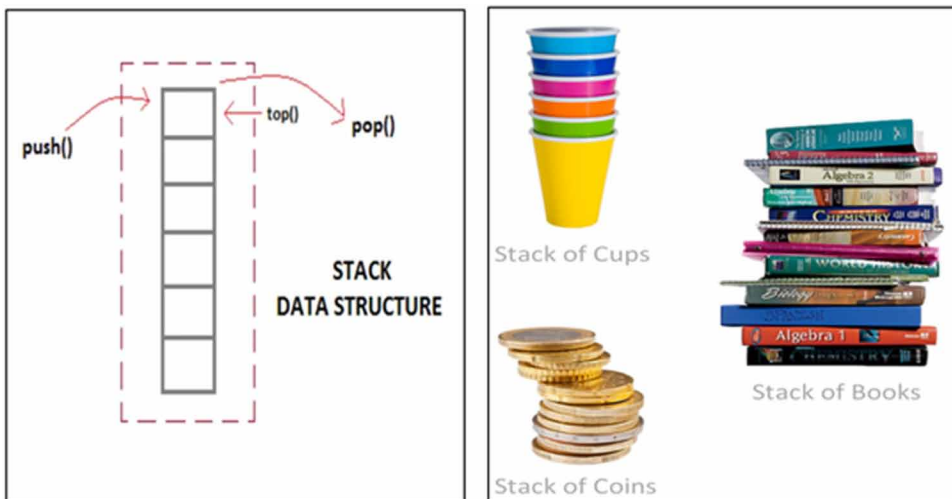 push()
top()
pop()
STACK
DATA STRUCTURE
Stack of Cups
Algebra 2
CHEMISTRY
WORLD HISTORY
Biology
Algebra 1
CHEMISTRY
Stack of Books
Stack of Coins